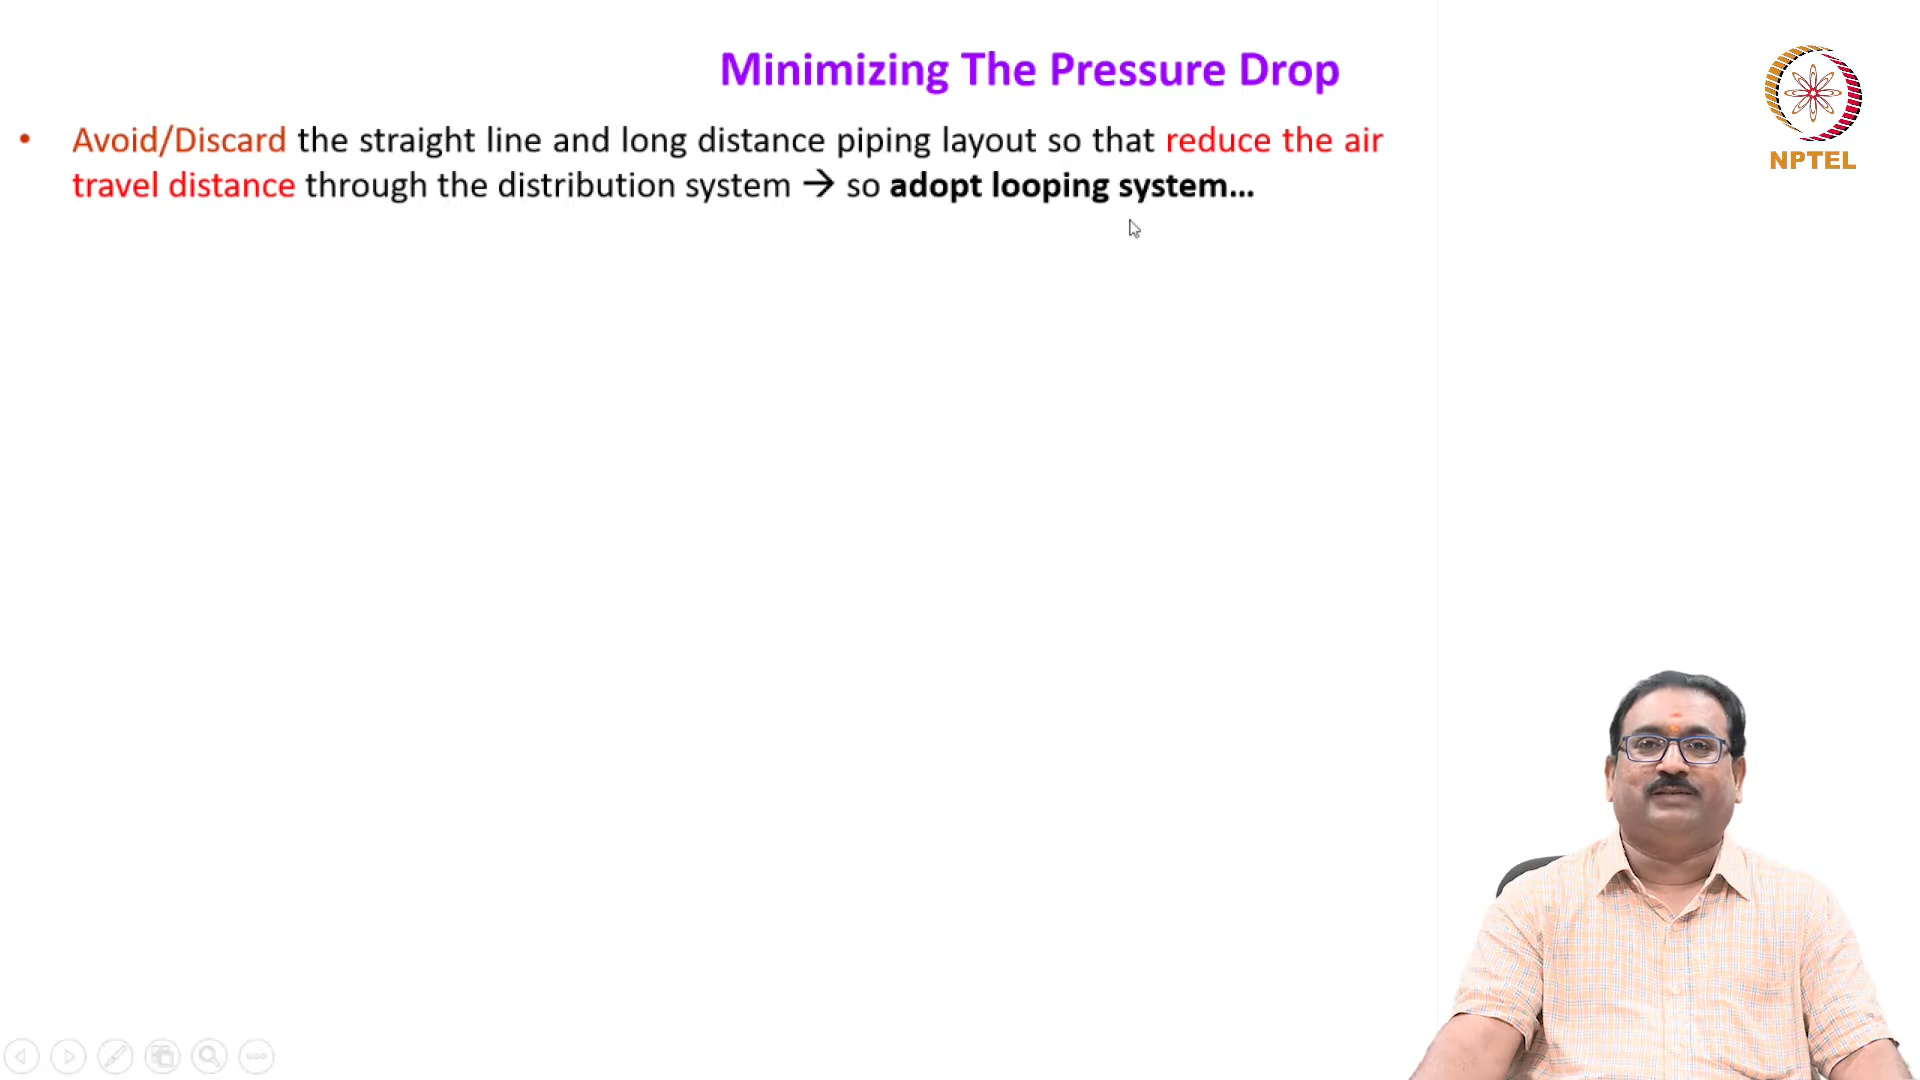 Minimizing The Pressure Drop
NPTEL
• Avoid/Discard the straight line and long distance piping layout so that reduce the air
travel distance through the distribution system → so adopt looping system...